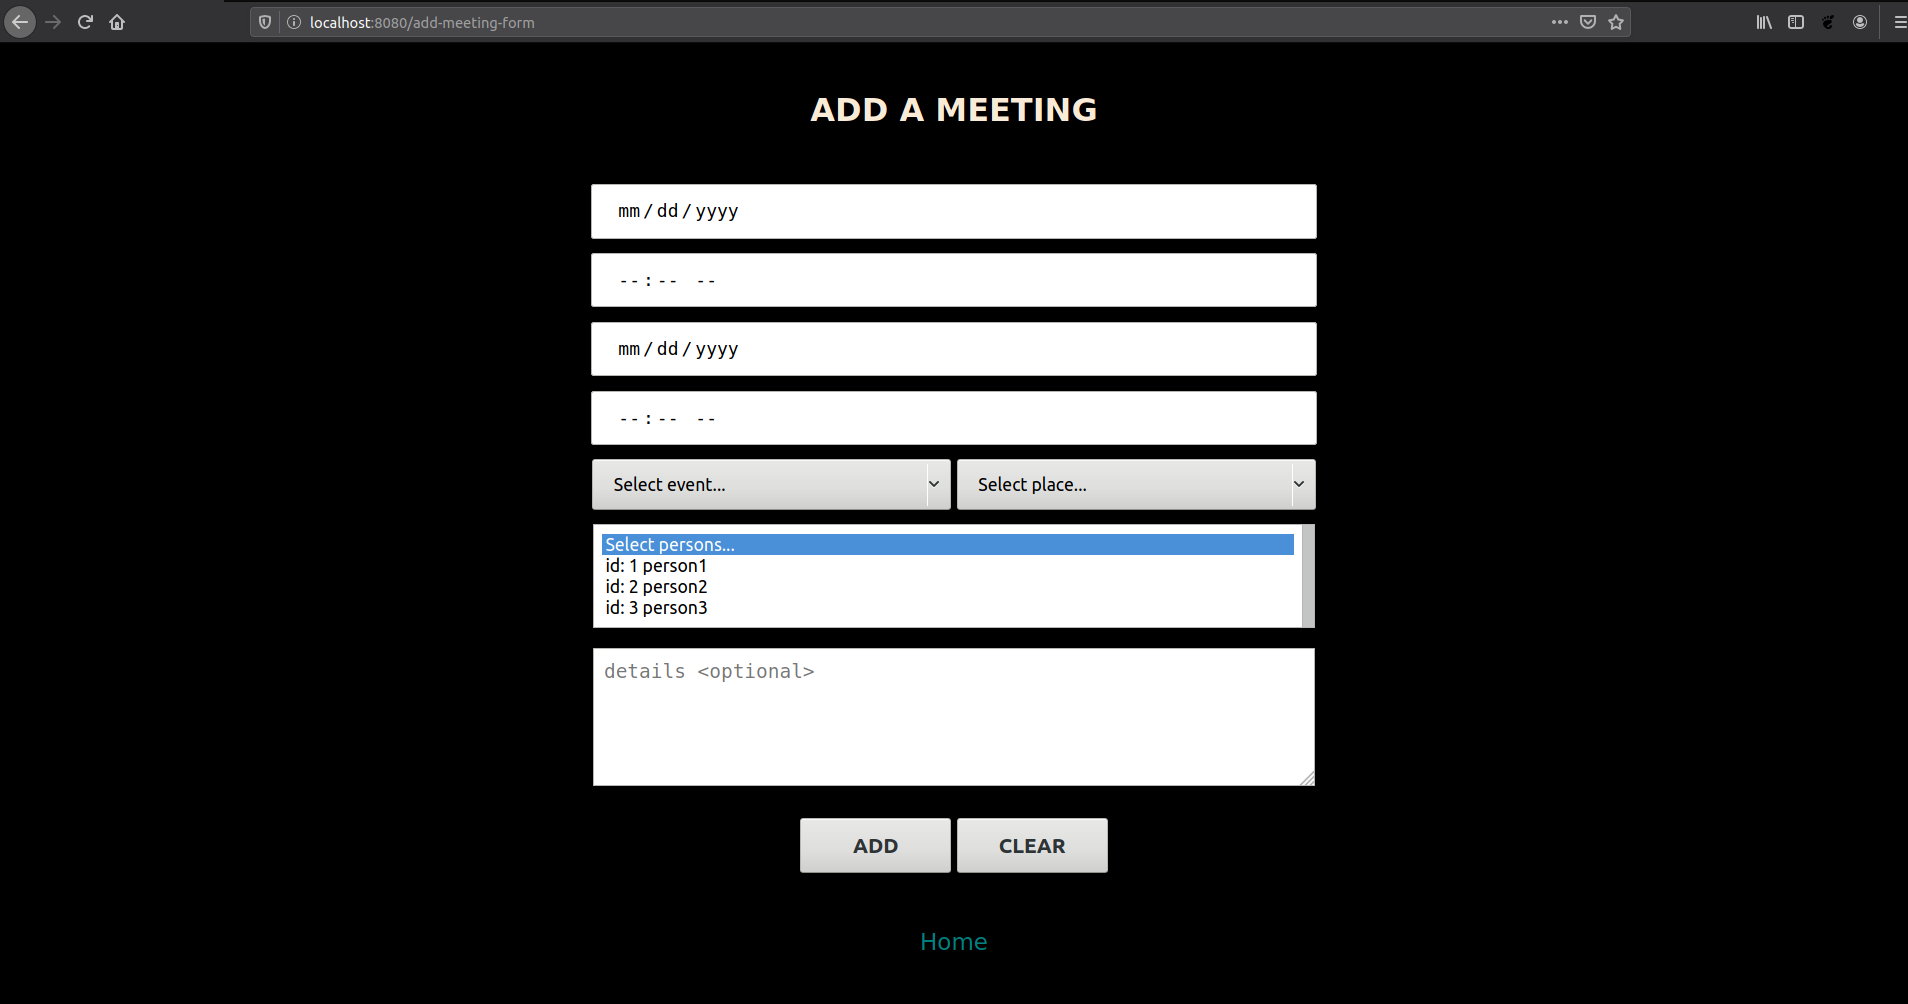 localhost:8080/add-meeting-form
ADD A MEETING
mm/dd/yyyy
--:-- --
mm/dd/yyyy
--:-- --
Select event... Select place...
Select persons...
id: 1 person1
id: 2 person2
id: 3 person3
details <optional>
ADD CLEAR
Home